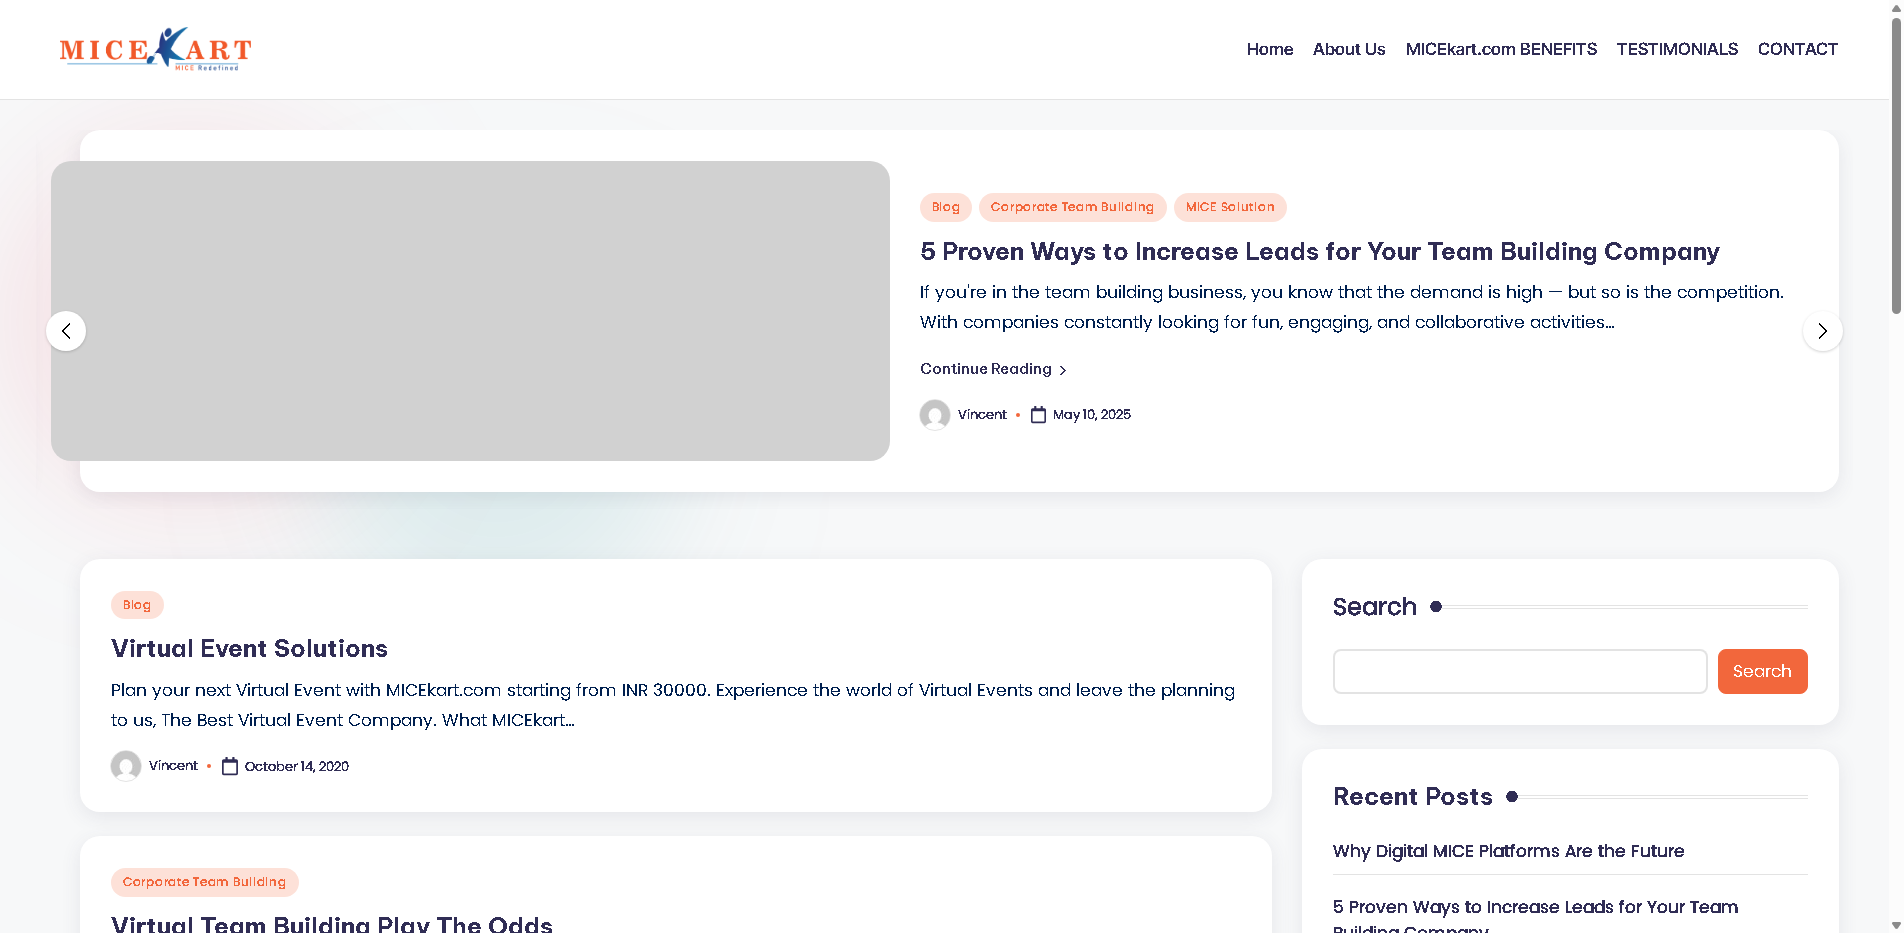 MICEKART
MICE Redefined
Home About Us MICEkart.com BENEFITS TESTIMONIALS CONTACT
Blog Corporate Team Building MICE Solution
5 Proven Ways to Increase Leads for Your Team Building Company
If you're in the team building business, you know that the demand is high — but so is the competition.
With companies constantly looking for fun, engaging, and collaborative activities...
Continue Reading
Vincent • May 10, 2025
Blog
Virtual Event Solutions
Plan your next Virtual Event with MICEkart.com starting from INR 30000. Experience the world of Virtual Events and leave the planning
to us, The Best Virtual Event Company. What MICEkart...
Vincent • October 14, 2020
Corporate Team Building
Virtual Team Building Play The Odds
Search
Search
Recent Posts
Why Digital MICE Platforms Are the Future
5 Proven Ways to Increase Leads for Your Team
Building Company